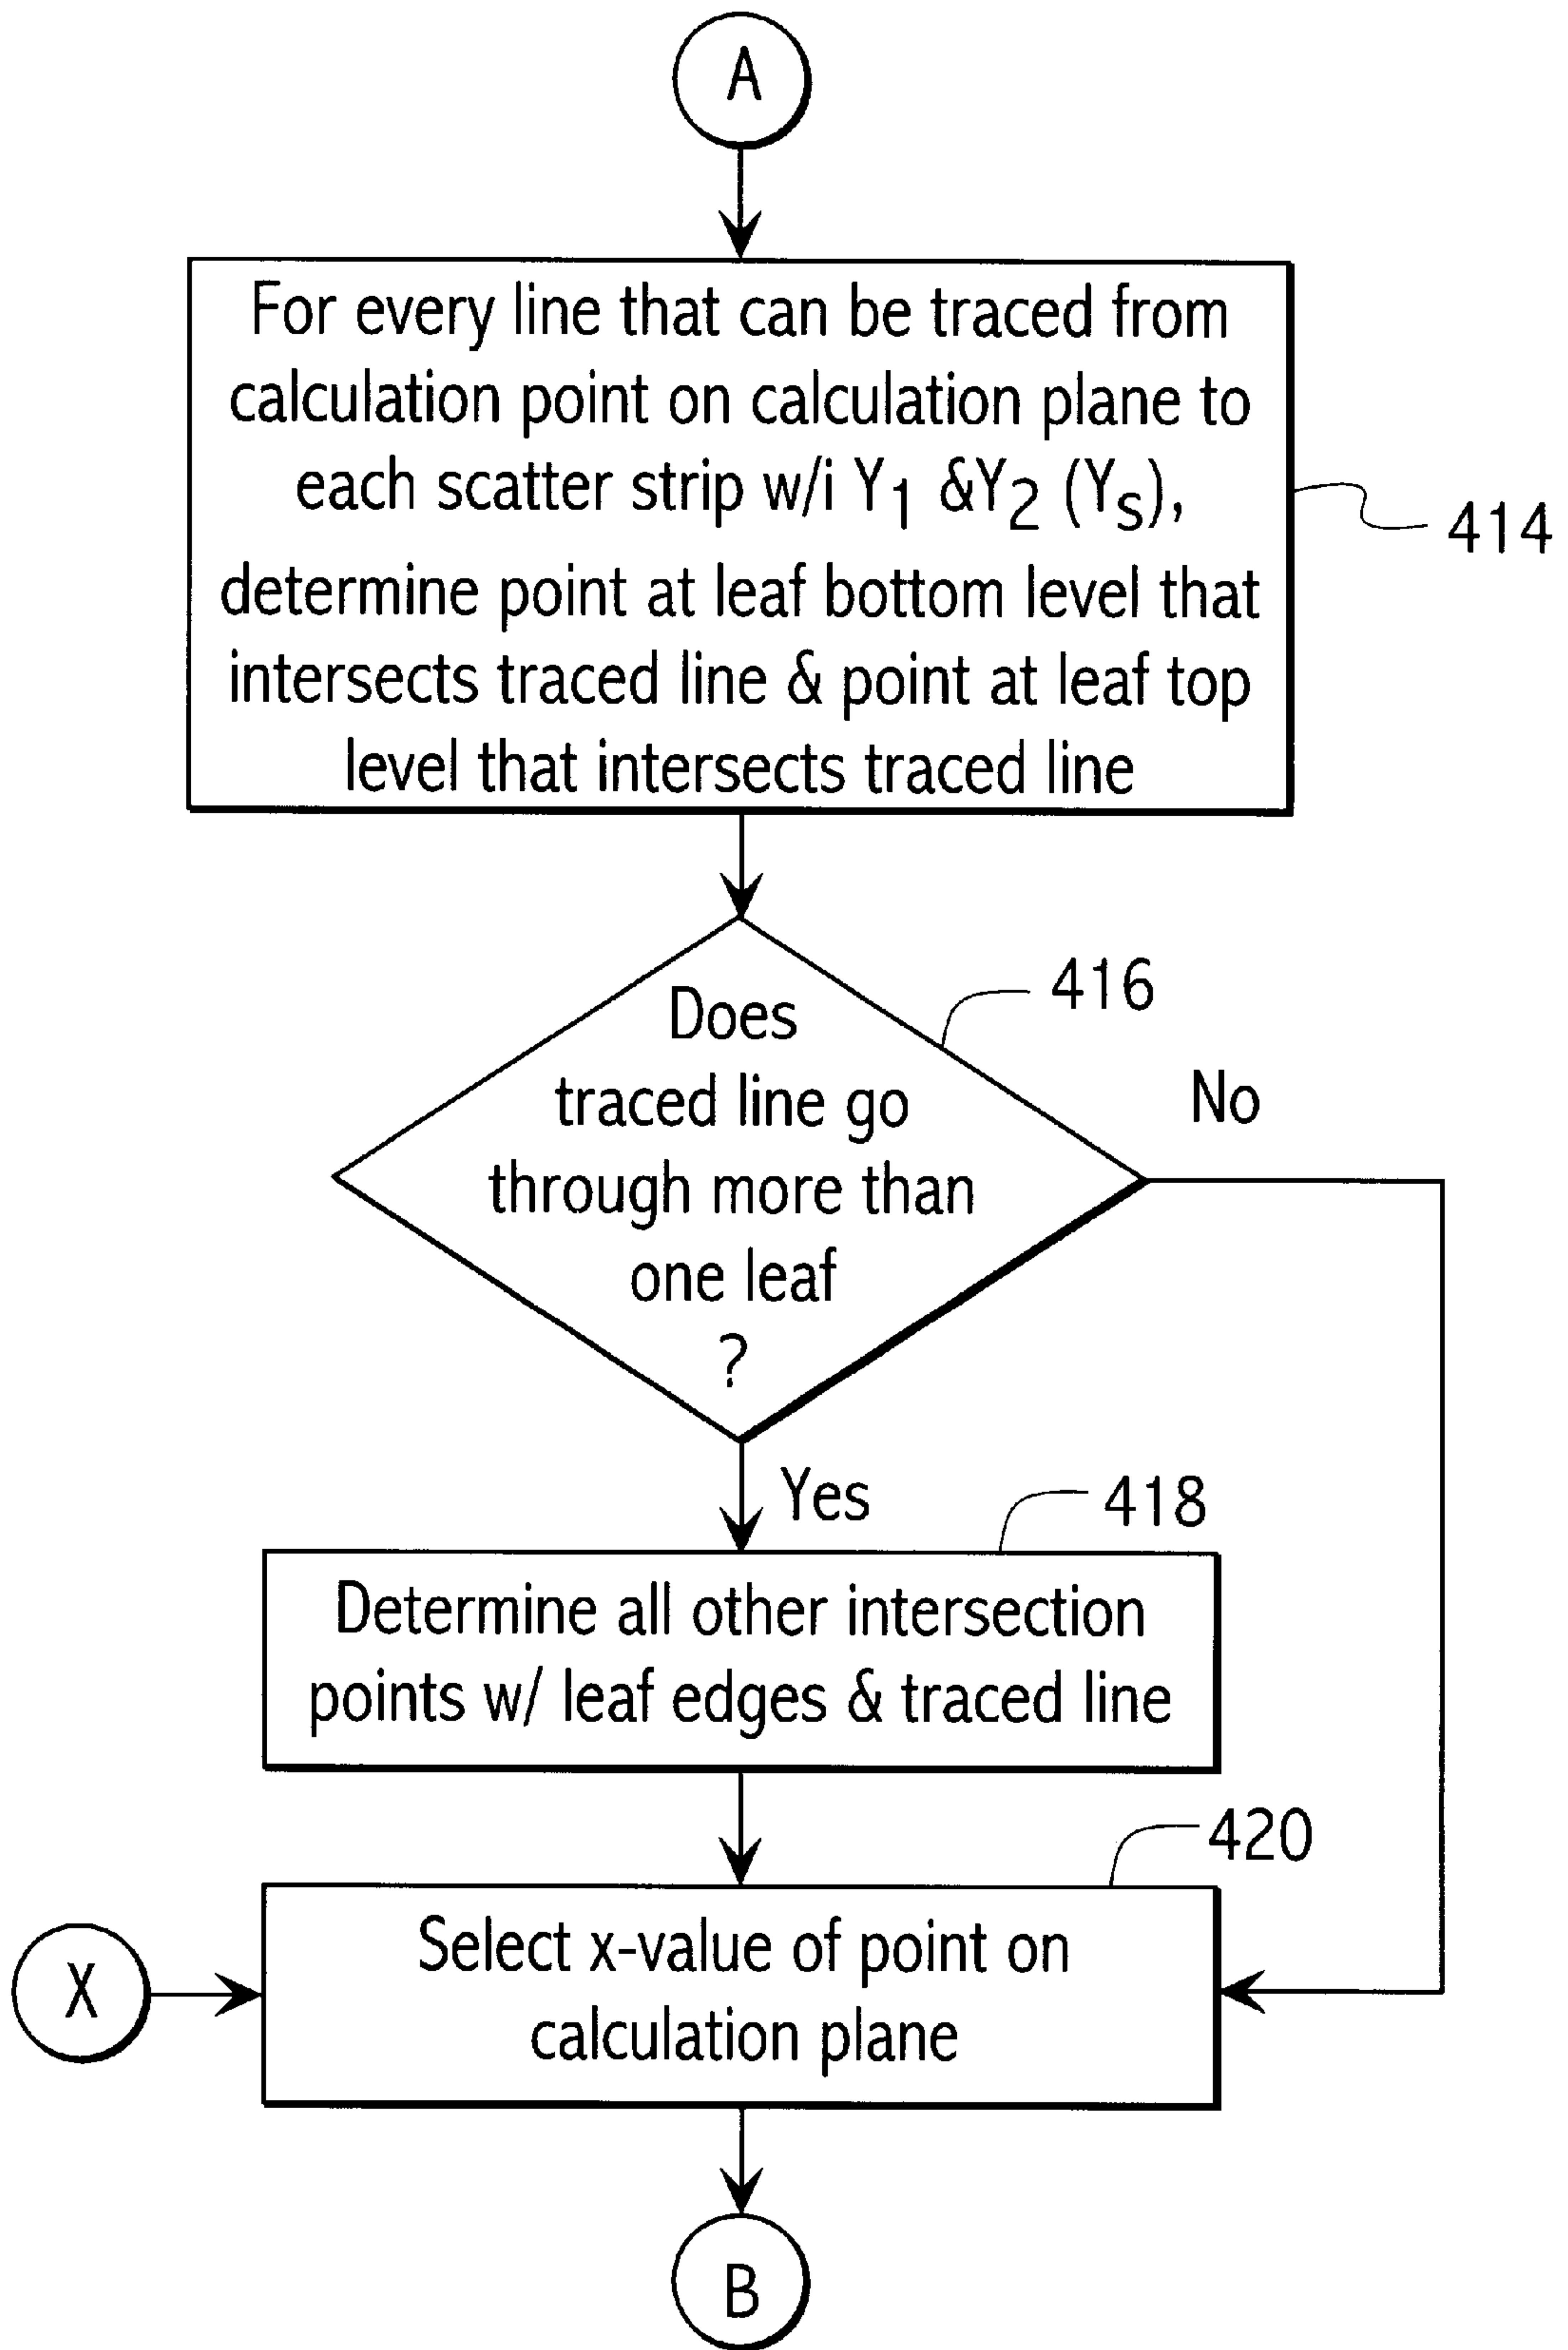 A
For every line that can be traced from
calculation point on calculation plane to
each scatter strip w/i Y1 &Y2 (Ys),
determine point at leaf bottom level that
intersects traced line & point at leaf top
level that intersects traced line
414
416
Does
traced line go
through more than
one leaf
?
No
Yes
418
Determine all other intersection
points w/ leaf edges & traced line
420
X
Select x-value of point on
calculation plane
B